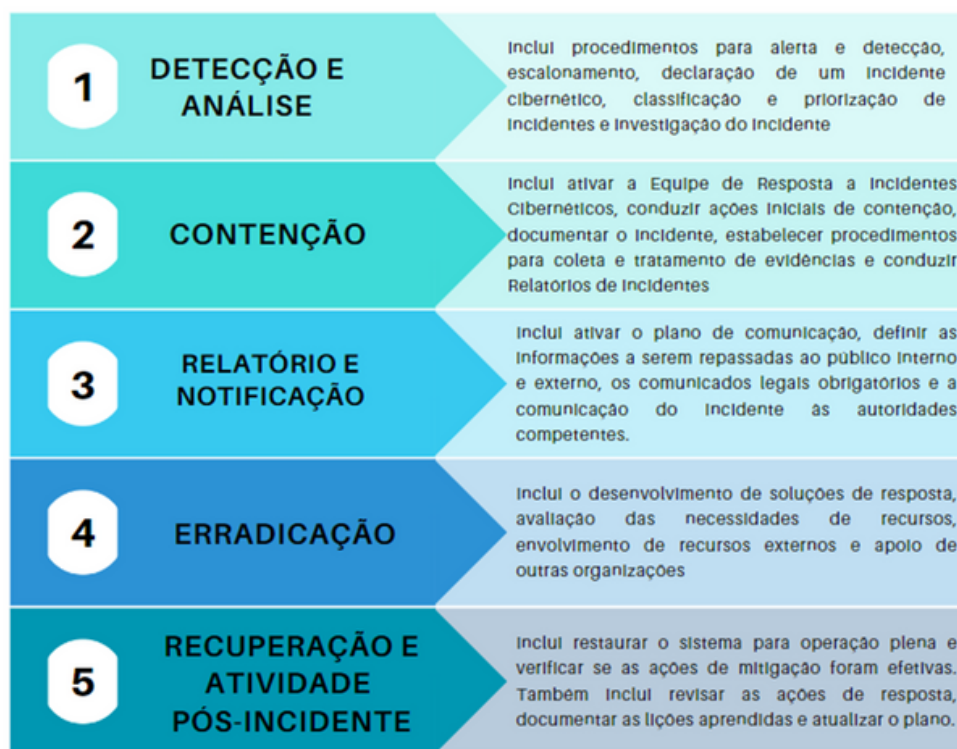 1
DETECÇÃO E
ANÁLISE
Inclui procedimentos para alerta e detecção,
escalonamento, declaração de um incidente
cibernético, classificação e priorização de
incidentes e investigação do incidente
2
CONTENÇÃO
Inclui ativar a Equipe de Resposta a Incidentes
Cibernéticos, conduzir ações iniciais de contenção,
documentar o incidente, estabelecer procedimentos
para coleta e tratamento de evidências e conduzir
Relatórios de Incidentes
3
RELATÓRIO E
NOTIFICAÇÃO
Inclui ativar o plano de comunicação, definir as
informações a serem repassadas ao público interno
e externo, os comunicados legais obrigatórios e a
comunicação do incidente às autoridades
competentes.
4
ERRADICAÇÃO
Inclui o desenvolvimento de soluções de resposta,
avaliação das necessidades de recursos,
envolvimento de recursos externos e apoio de
outras organizações
5
RECUPERAÇÃO E
ATIVIDADE
PÓS-INCIDENTE
Inclui restaurar o sistema para operação plena e
verificar se as ações de mitigação foram efetivas.
Também inclui revisar as ações de resposta,
documentar as lições aprendidas e atualizar o plano.